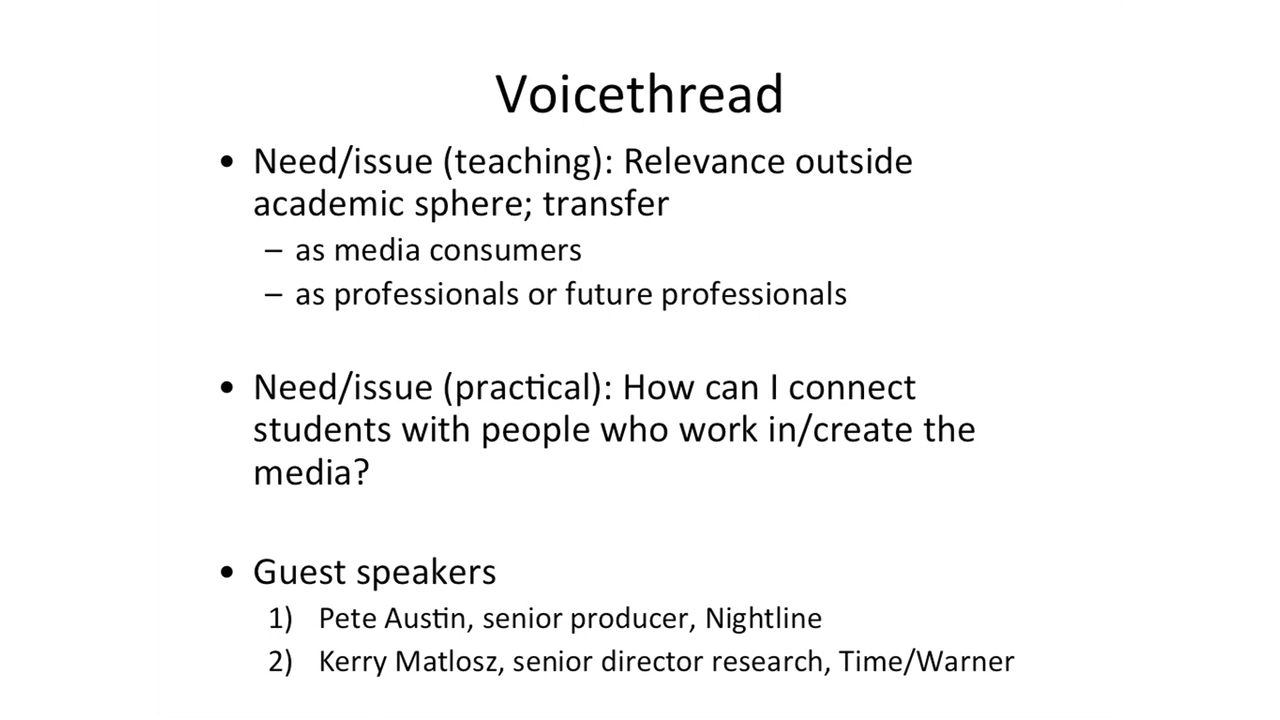 Voicethread
• Need/issue (teaching): Relevance outside
academic sphere; transfer
– as media consumers
– as professionals or future professionals
• Need/issue (practical): How can I connect
students with people who work in/create the
media?
• Guest speakers
1) Pete Austin, senior producer, Nightline
2) Kerry Matlosz, senior director research, Time/Warner